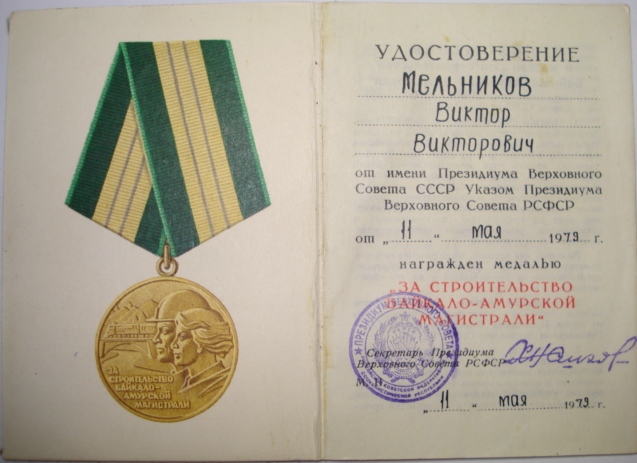 ЗА
СТРОИТЕЛЬСТВО
БАЙКАЛО-
АМУРСКОЙ
МАГИСТРАЛИ
УДОСТОВЕРЕНИЕ
Мельников
Виктор
Викторович
от имени Президиума Верховного
Совета СССР Указом Президиума
Верховного Совета РСФСР
от „11“ мая 1979 г.
награжден медалью
„ЗА СТРОИТЕЛЬСТВО
БАЙКАЛО-АМУРСКОЙ
МАГИСТРАЛИ“
Секретарь Президиума
Верховного Совета РСФСР
М.П.
„11“ мая 1979 г.